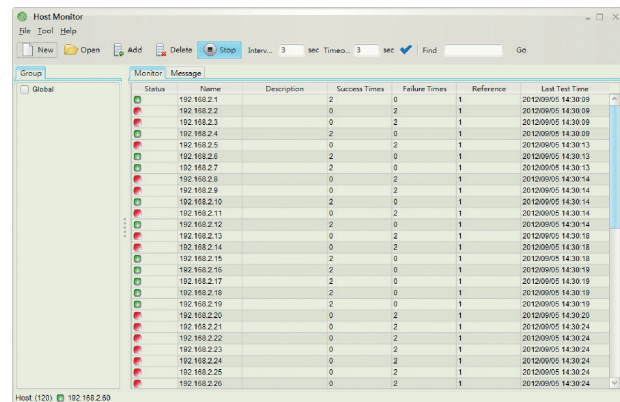 Host Monitor
File Tool Help
New Open Add Delete Stop Interv... 3 sec Timeo... 3 sec Find Go
Group Monitor Message
Global
Status Name Description Success Times Failure Times Reference Last Test Time
192.168.2.1 2 0 1 2012/09/05 14:30:09
192.168.2.2 0 2 1 2012/09/05 14:30:09
192.168.2.3 0 2 1 2012/09/05 14:30:09
192.168.2.4 2 0 1 2012/09/05 14:30:09
192.168.2.5 0 2 1 2012/09/05 14:30:13
192.168.2.6 2 0 1 2012/09/05 14:30:13
192.168.2.7 2 0 1 2012/09/05 14:30:13
192.168.2.8 0 2 1 2012/09/05 14:30:14
192.168.2.9 0 2 1 2012/09/05 14:30:14
192.168.2.10 2 0 1 2012/09/05 14:30:14
192.168.2.11 0 2 1 2012/09/05 14:30:14
192.168.2.12 2 0 1 2012/09/05 14:30:14
192.168.2.13 0 2 1 2012/09/05 14:30:18
192.168.2.14 0 2 1 2012/09/05 14:30:18
192.168.2.15 2 0 1 2012/09/05 14:30:18
192.168.2.16 2 0 1 2012/09/05 14:30:19
192.168.2.17 2 0 1 2012/09/05 14:30:19
192.168.2.18 2 0 1 2012/09/05 14:30:19
192.168.2.19 2 0 1 2012/09/05 14:30:19
192.168.2.20 0 2 1 2012/09/05 14:30:20
192.168.2.21 0 2 1 2012/09/05 14:30:24
192.168.2.22 0 2 1 2012/09/05 14:30:24
192.168.2.23 0 2 1 2012/09/05 14:30:24
192.168.2.24 0 2 1 2012/09/05 14:30:24
192.168.2.25 0 2 1 2012/09/05 14:30:24
192.168.2.26 0 2 1 2012/09/05 14:30:24
Host (120) 192.168.2.60